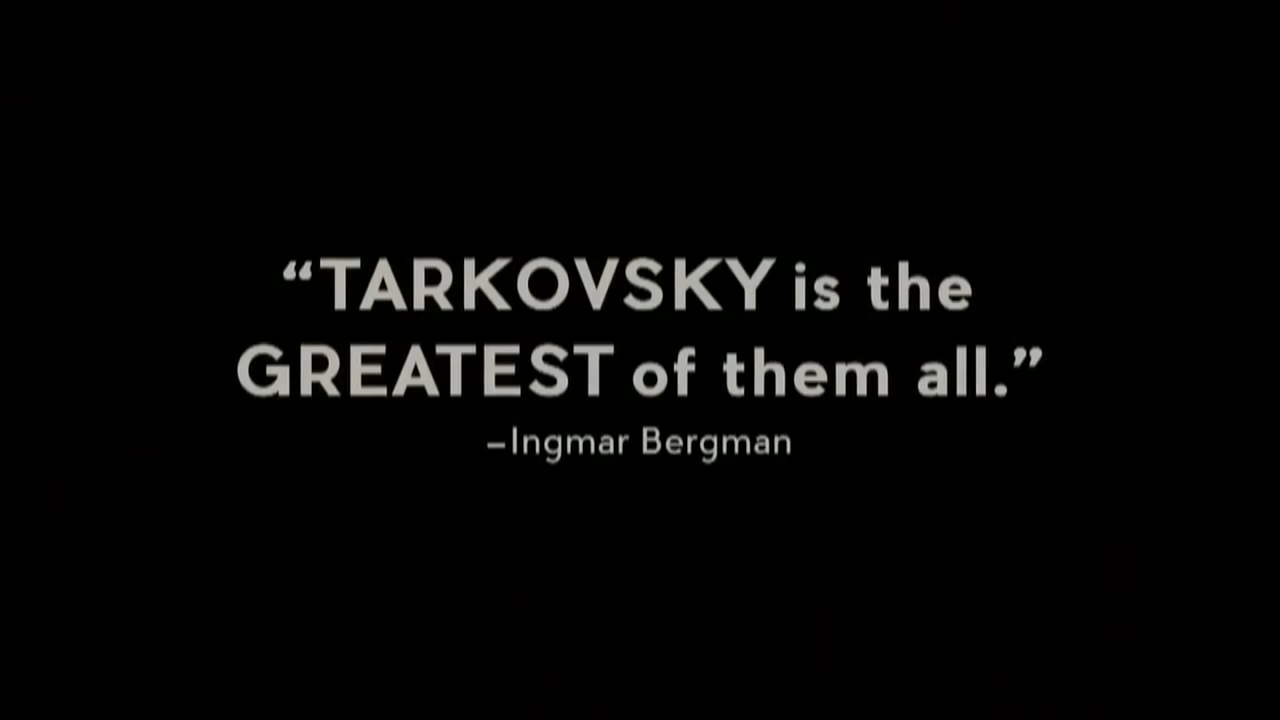 “TARKOVSKY is the
GREATEST of them all.”
–Ingmar Bergman